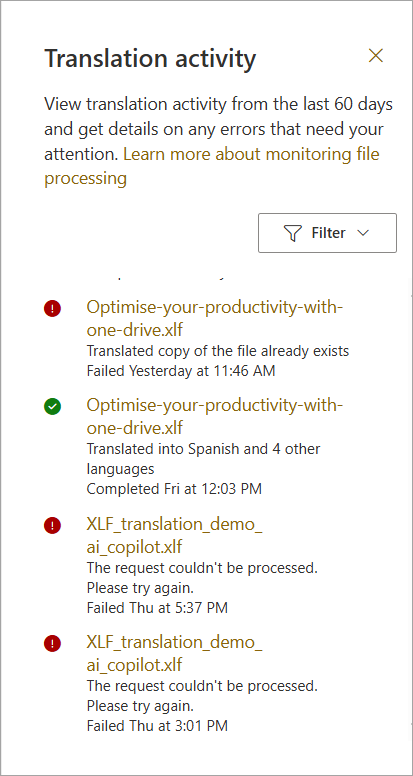 Translation activity
View translation activity from the last 60 days
and get details on any errors that need your
attention. Learn more about monitoring file
processing
Filter
Optimise-your-productivity-with-
one-drive.xlf
Translated copy of the file already exists
Failed Yesterday at 11:46 AM
Optimise-your-productivity-with-
one-drive.xlf
Translated into Spanish and 4 other
languages
Completed Fri at 12:03 PM
XLF_translation_demo_
ai_copilot.xlf
The request couldn't be processed.
Please try again.
Failed Thu at 5:37 PM
XLF_translation_demo_
ai_copilot.xlf
The request couldn't be processed.
Please try again.
Failed Thu at 3:01 PM